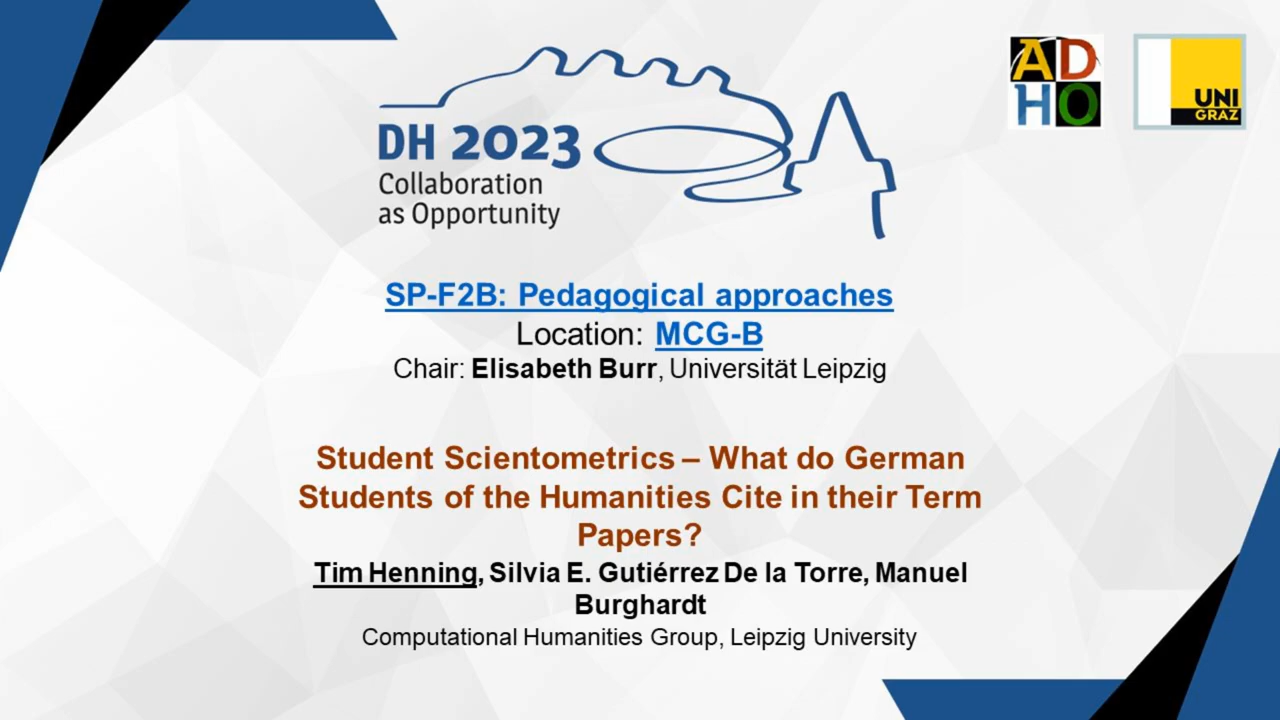 AD
HO
UNI
GRAZ
DH 2023
Collaboration
as Opportunity
SP-F2B: Pedagogical approaches
Location: MCG-B
Chair: Elisabeth Burr, Universität Leipzig
Student Scientometrics – What do German
Students of the Humanities Cite in their Term
Papers?
Tim Henning, Silvia E. Gutiérrez De la Torre, Manuel
Burghardt
Computational Humanities Group, Leipzig University